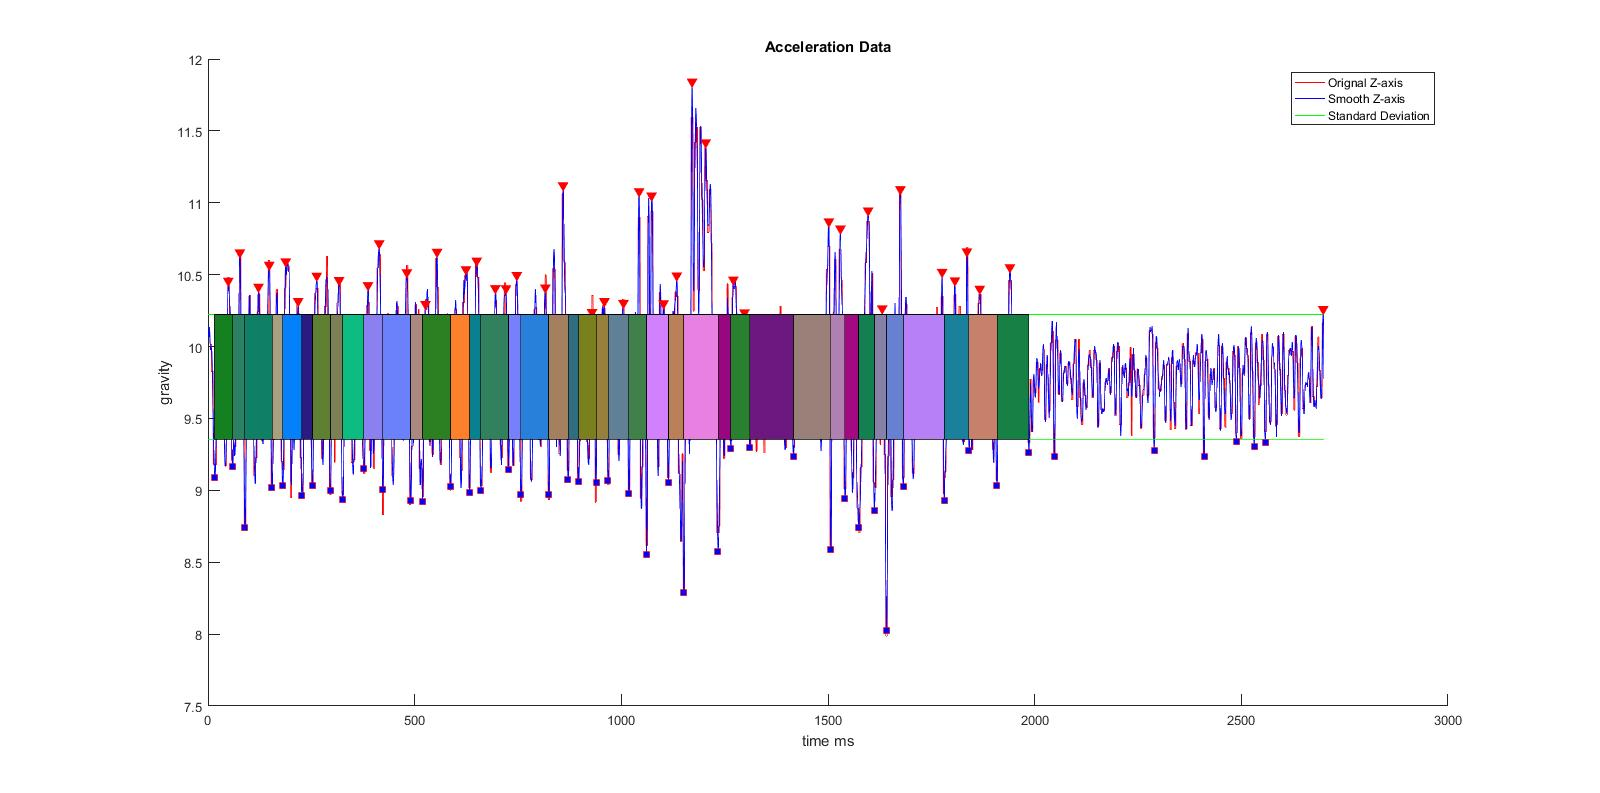 Acceleration Data
Orignal Z-axis
Smooth Z-axis
Standard Deviation
12
11.5
11
10.5
10
9.5
9
8.5
8
7.5
gravity
0
500
1000
1500
2000
2500
3000
time ms